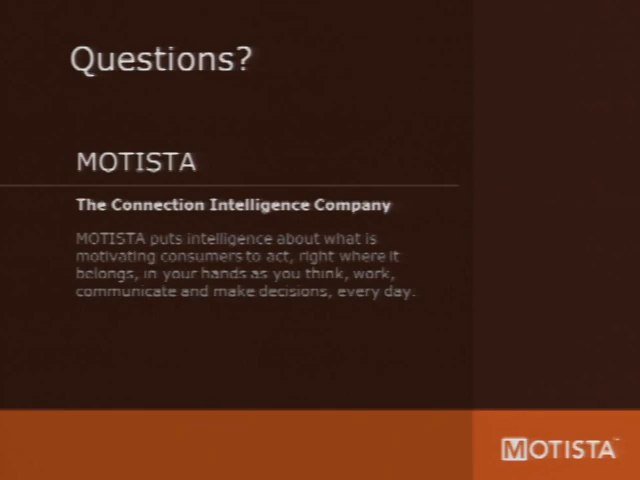 Questions?
MOTISTA
The Connection Intelligence Company
MOTISTA puts intelligence about what is
motivating consumers to act, right where it
belongs, in your hands as you think, work,
communicate and make decisions, every day.
MOTISTA™